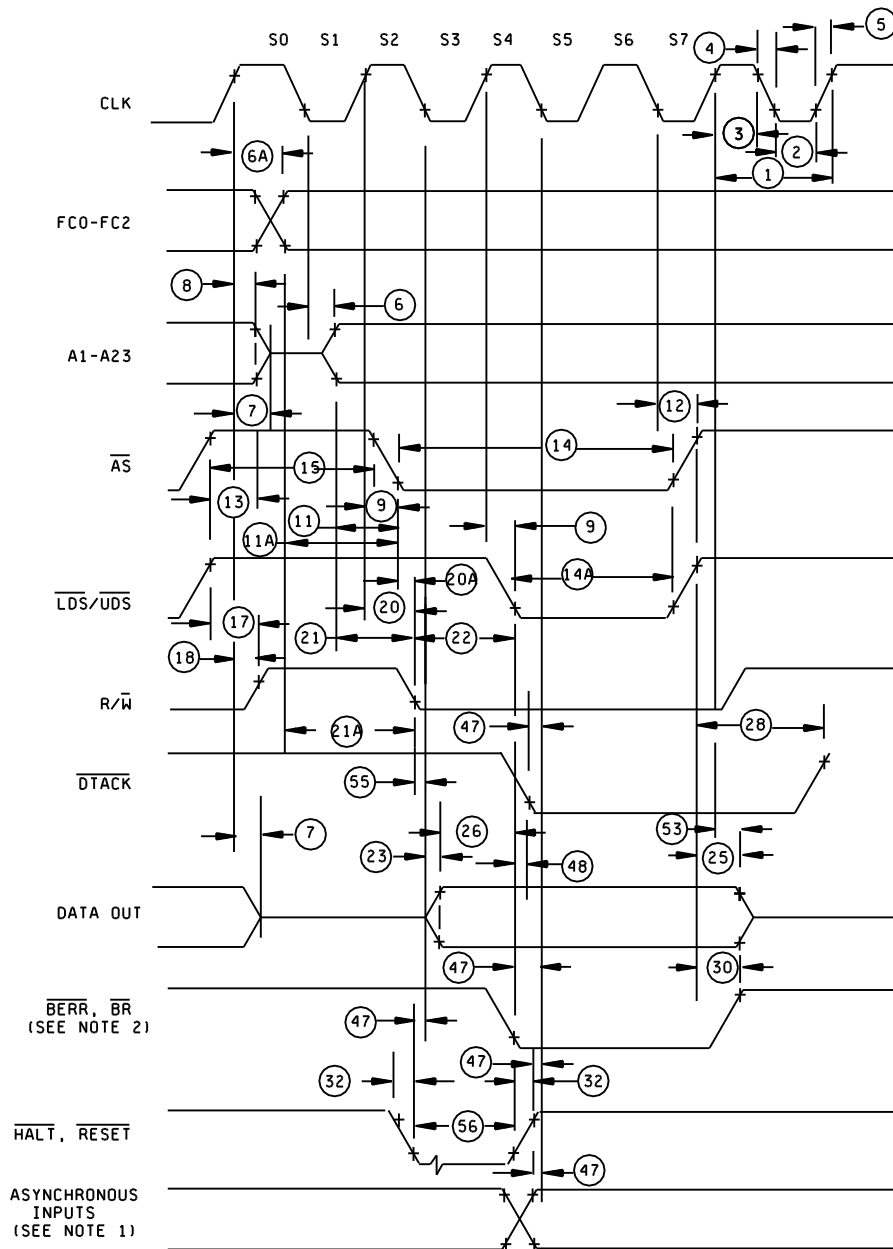 S0 S1 S2 S3 S4 S5 S6 S7
5
4
CLK
3
2
6A
1
FC0-FC2
8
6
A1-A23
7
12
AS
15
14
13
9
11
9
11A
20A
14A
LDS/UDS
20
17
21
22
18
R/W
47
28
21A
DTACK
55
7
26
53
23
25
48
DATA OUT
47
30
BERR, BR
(SEE NOTE 2)
47
47
32
32
HALT, RESET
56
47
ASYNCHRONOUS
INPUTS
(SEE NOTE 1)